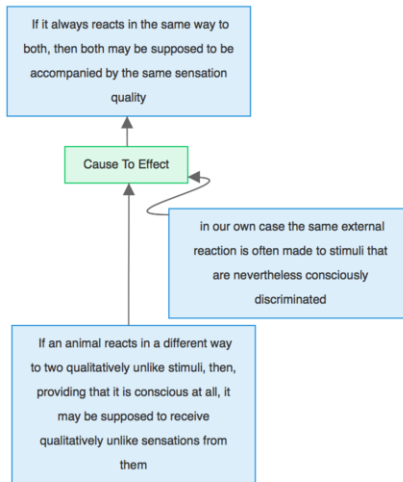 If it always reacts in the same way to
both, then both may be supposed to be
accompanied by the same sensation
quality
Cause To Effect
in our own case the same external
reaction is often made to stimuli that
are nevertheless consciously
discriminated
If an animal reacts in a different way
to two qualitatively unlike stimuli, then,
providing that it is conscious at all, it
may be supposed to receive
qualitatively unlike sensations from
them